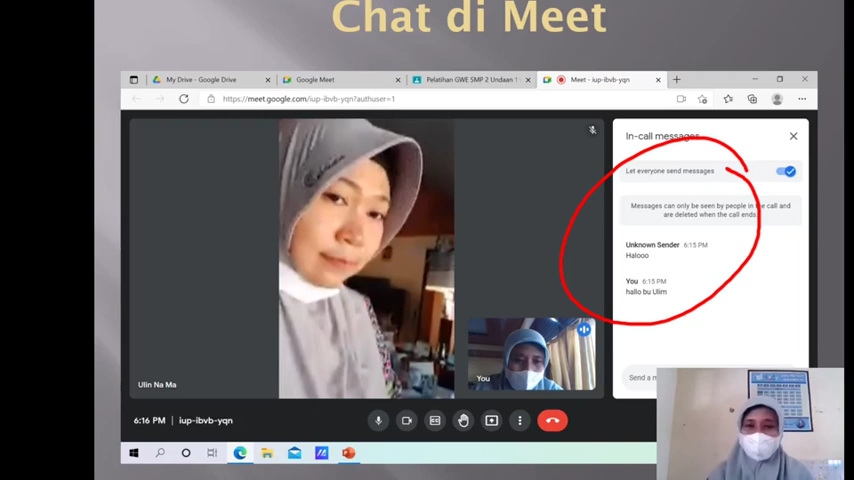 Chat di Meet
My Drive - Google Drive
Google Meet
Pelatihan GWE SMP 2 Undaan
Meet - iup-ibvb-yqn
https://meet.google.com/iup-ibvb-yqn?authuser=1
In-call messages
Let everyone send messages
Messages can only be seen by people in the call and
are deleted when the call ends.
Unknown Sender 6:15 PM
Halooo
You 6:15 PM
hallo bu Ulim
Ulin Na Ma
You
Send a m
6:16 PM | iup-ibvb-yqn